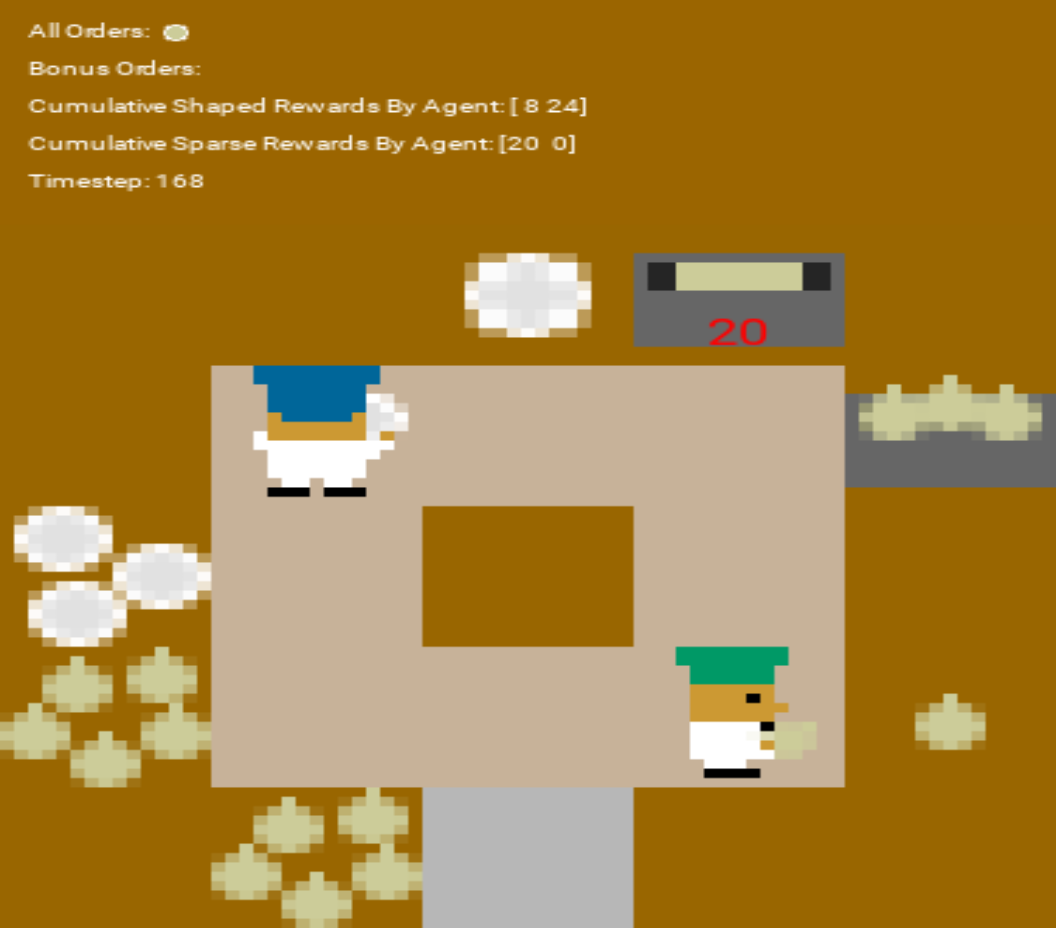 All Orders:
Bonus Orders:
Cumulative Shaped Rewards By Agent: [ 8 24]
Cumulative Sparse Rewards By Agent: [20  0]
Timestep: 168
20